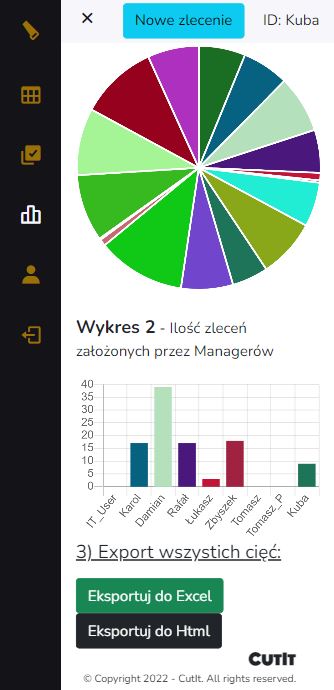 × Nowe zlecenie ID: Kuba
Wykres 2 - Ilość zleceń
założonych przez Managerów
40
35
30
25
20
15
10
5
0
IT_User Karol Damian Rafał Łukasz Zbyszek Tomasz Tomasz_P Kuba
3) Export wszystich cięć:
Eksportuj do Excel
Eksportuj do Html
CutIt
© Copyright 2022 - CutIt. All rights reserved.